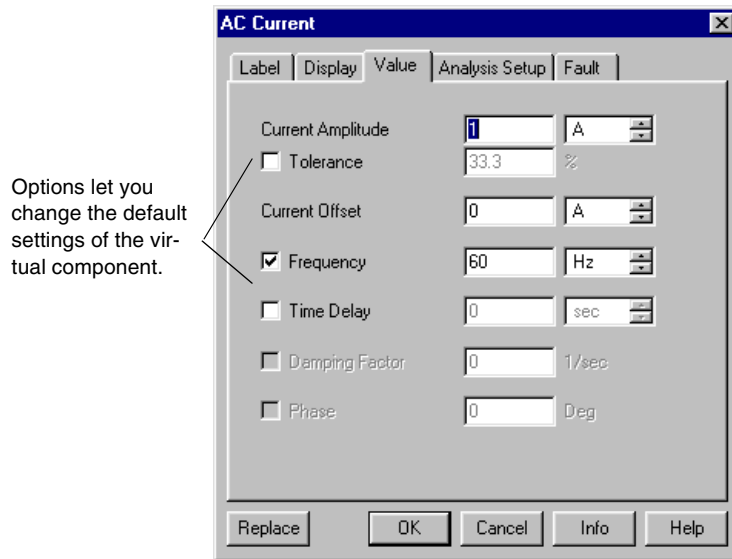 AC Current
Label Display Value Analysis Setup Fault
Current Amplitude 1 A
Tolerance 33.3 %
Options let you
change the default
settings of the vir-
tual component.
Current Offset 0 A
Frequency 60 Hz
Time Delay 0 sec
Damping Factor 0 1/sec
Phase 0 Deg
Replace OK Cancel Info Help